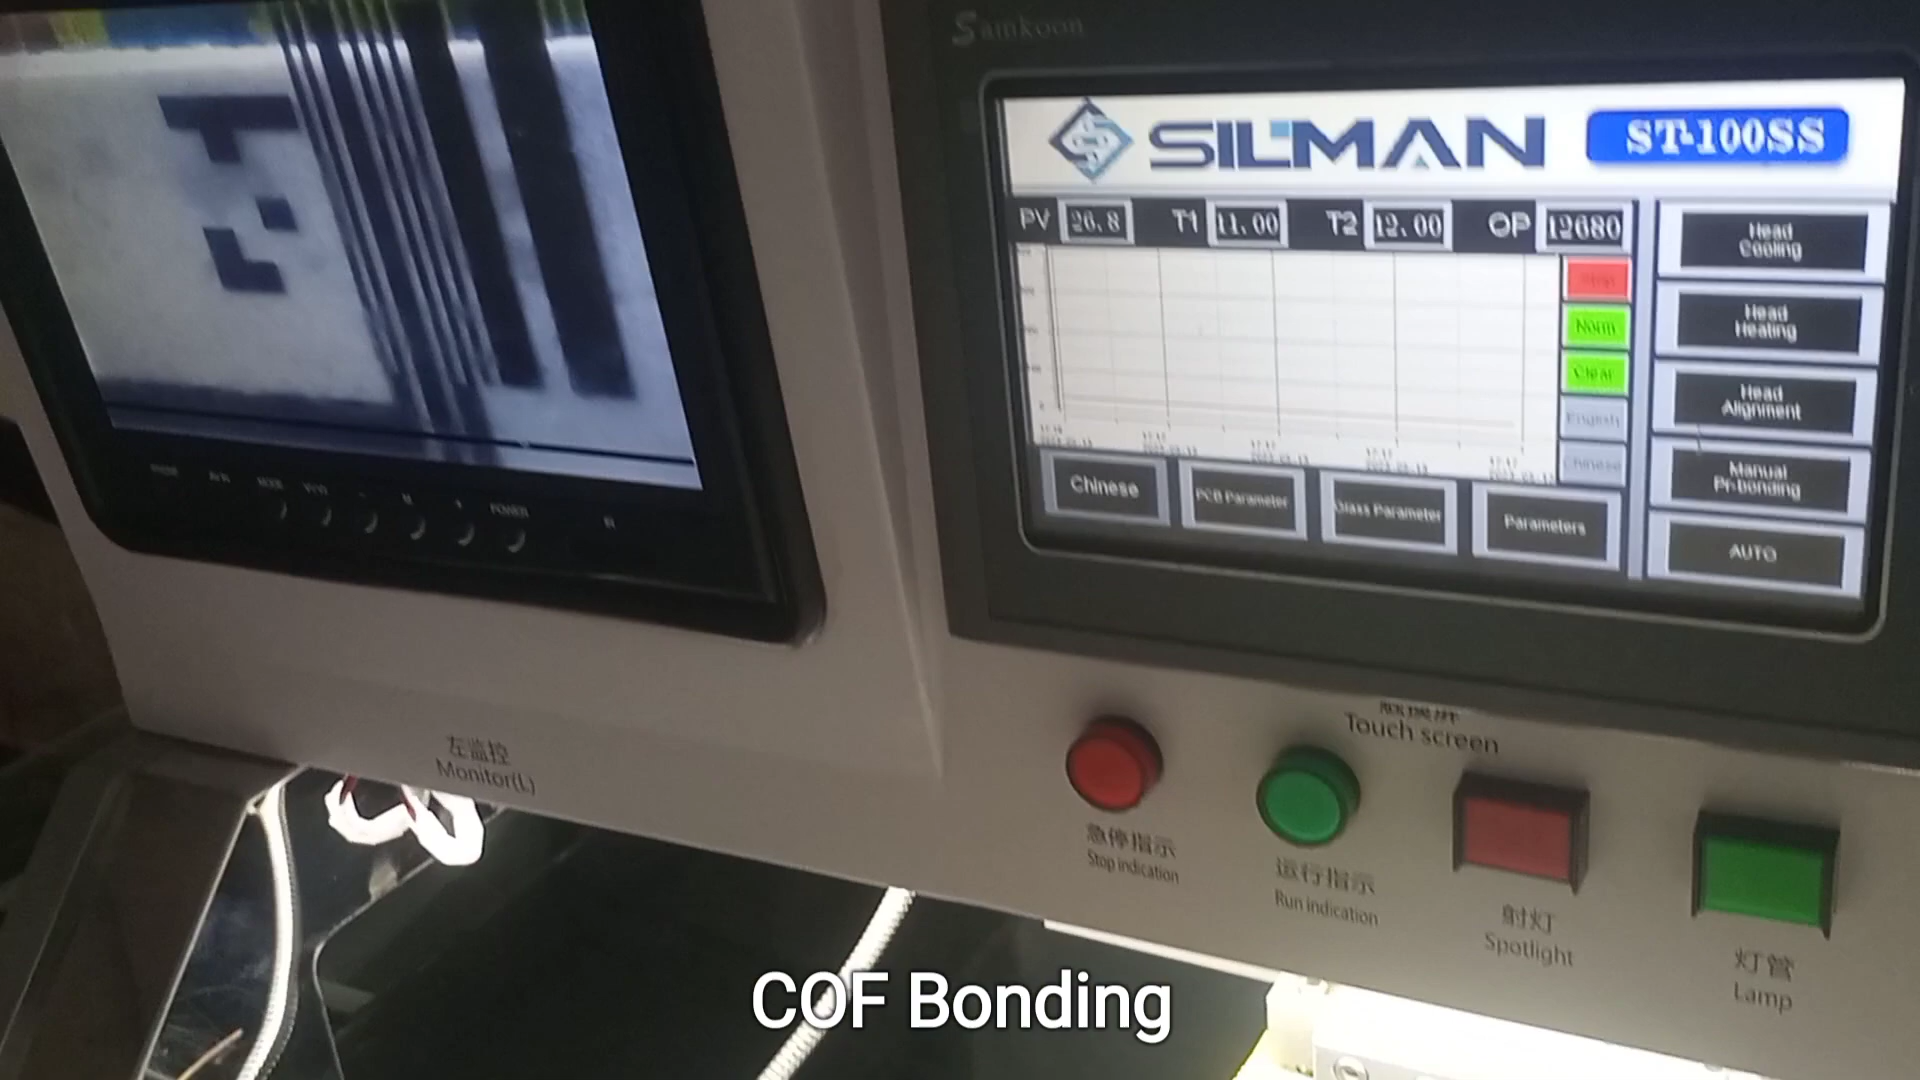 Samkoon
SILMAN
ST-100SS
PV 26.8 T1 11.00 T2 12.00 OP 12680
Head
Cooling
Head
Heating
Head
Alignment
Manual
Pr-bonding
AUTO
Stop
Norm
Clear
English
Chinese
Chinese
PCB Parameter
Glass Parameter
Parameters
POWER
触摸屏
Touch screen
左监控
Monitor(L)
急停指示
Stop indication
运行指示
Run indication
射灯
Spotlight
灯管
Lamp
COF Bonding